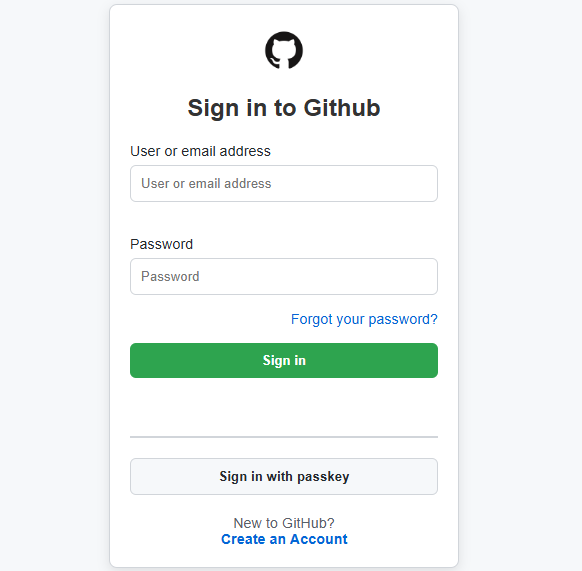 Sign in to Github
User or email address
User or email address
Password
Password
Forgot your password?
Sign in
Sign in with passkey
New to GitHub?
Create an Account